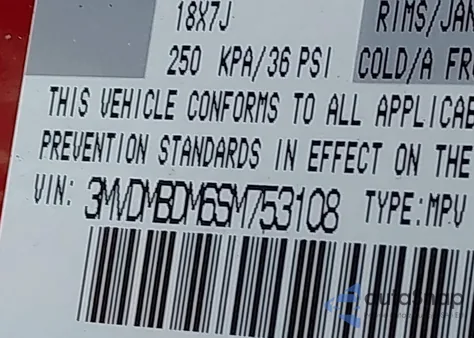 18X7J RIMS/JAN
250 KPA/36 PSI COLD/A FR
THIS VEHICLE CONFORMS TO ALL APPLICAB
PREVENTION STANDARDS IN EFFECT ON THE
VIN: 3MVDMBDM6SM753108 TYPE:MPV
autoSnap